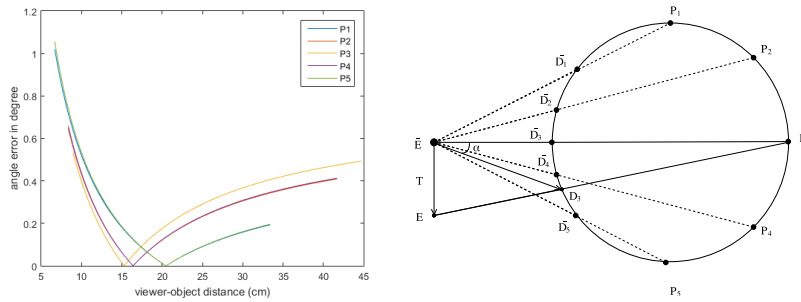 1.2
1
0.8
0.6
0.4
0.2
0
5
10
15
20
25
30
35
40
45
angle error in degree
viewer-object distance (cm)
P1
P2
P3
P4
P5
P₁
P₂
P₄
P₅
D̄₁
D̄₂
D̄₃
D̄₄
D₃
D̄₅
Ē
α
T
E